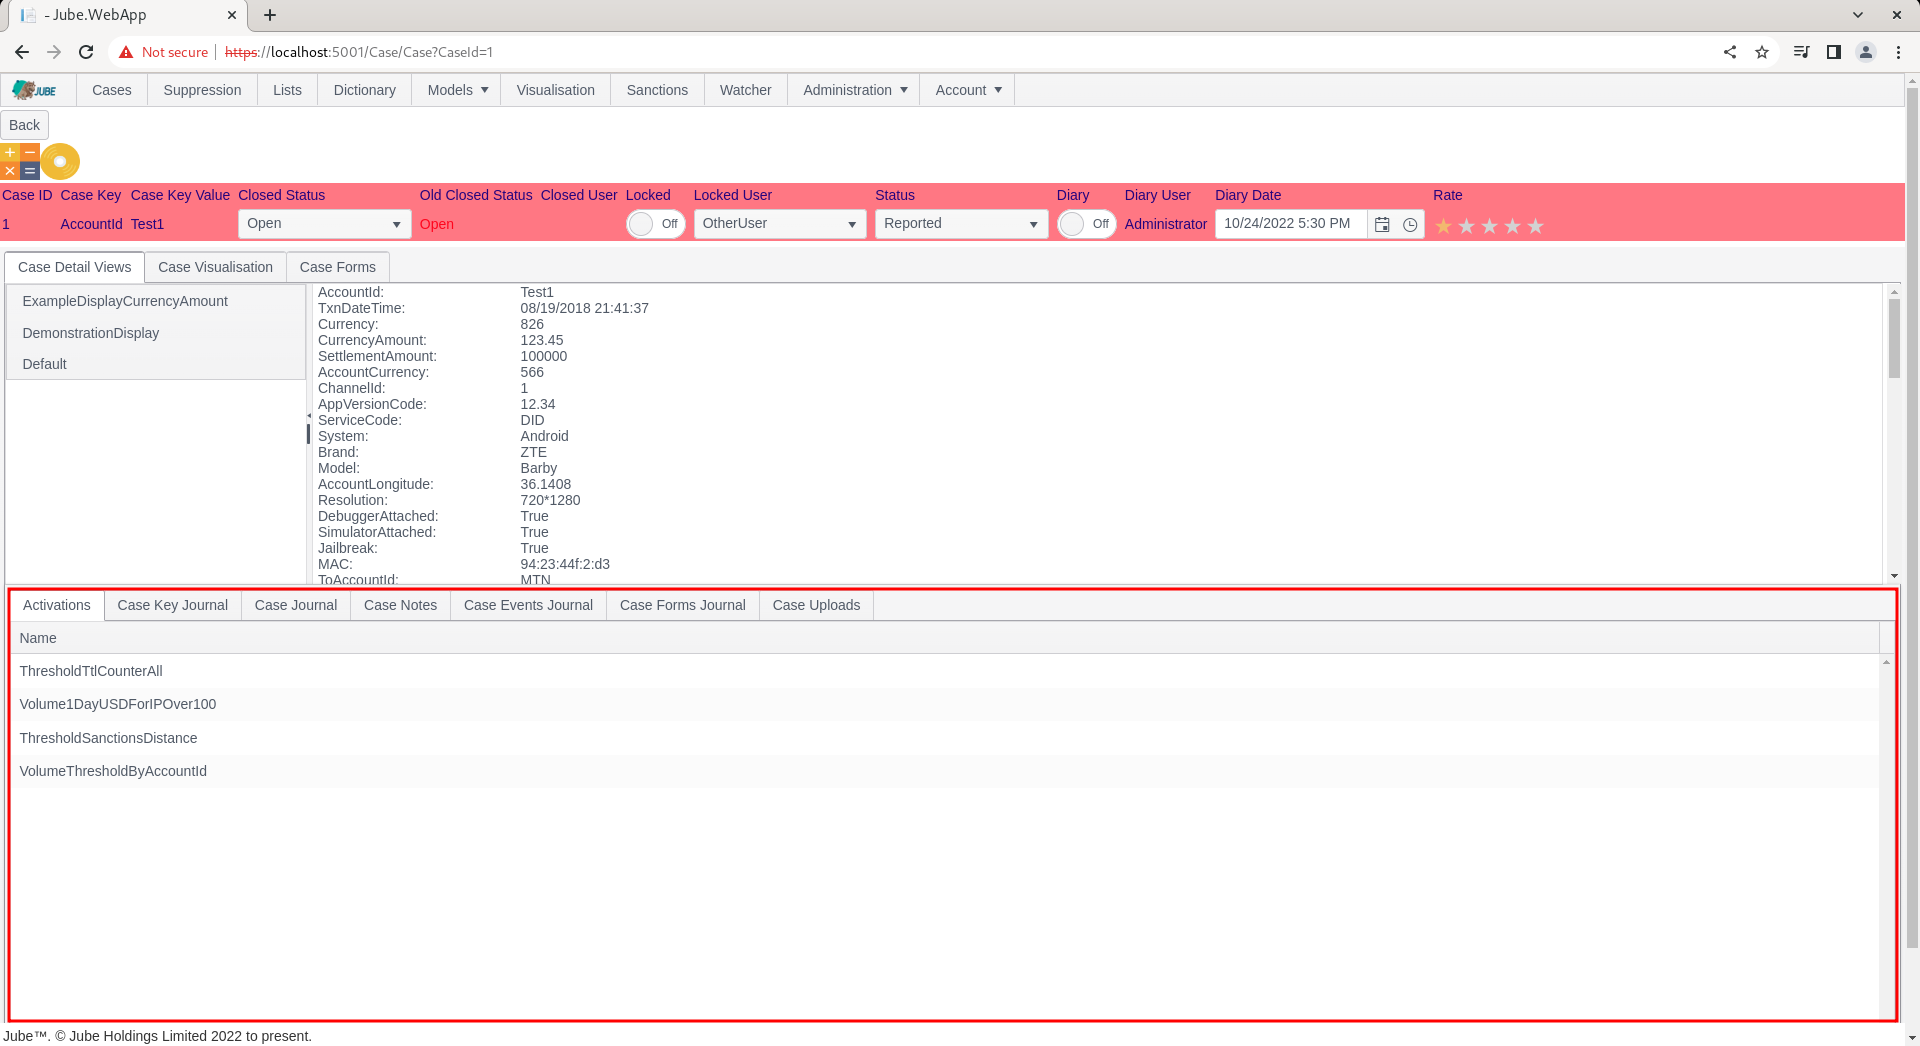 - Jube.WebApp
Not secure https://localhost:5001/Case/Case?CaseId=1
JUBE Cases Suppression Lists Dictionary Models Visualisation Sanctions Watcher Administration Account
Back
Case ID Case Key Case Key Value Closed Status Old Closed Status Closed User Locked Locked User Status Diary Diary User Diary Date Rate
1 AccountId Test1 Open Open Off OtherUser Reported Off Administrator 10/24/2022 5:30 PM
Case Detail Views Case Visualisation Case Forms
ExampleDisplayCurrencyAmount
DemonstrationDisplay
Default
AccountId: Test1
TxnDateTime: 08/19/2018 21:41:37
Currency: 826
CurrencyAmount: 123.45
SettlementAmount: 100000
AccountCurrency: 566
ChannelId: 1
AppVersionCode: 12.34
ServiceCode: DID
System: Android
Brand: ZTE
Model: Barby
AccountLongitude: 36.1408
Resolution: 720*1280
DebuggerAttached: True
SimulatorAttached: True
Jailbreak: True
MAC: 94:23:44f:2:d3
ToAccountId: MTN
Activations Case Key Journal Case Journal Case Notes Case Events Journal Case Forms Journal Case Uploads
Name
ThresholdTtlCounterAll
Volume1DayUSDForIPOver100
ThresholdSanctionsDistance
VolumeThresholdByAccountId
Jube™. © Jube Holdings Limited 2022 to present.